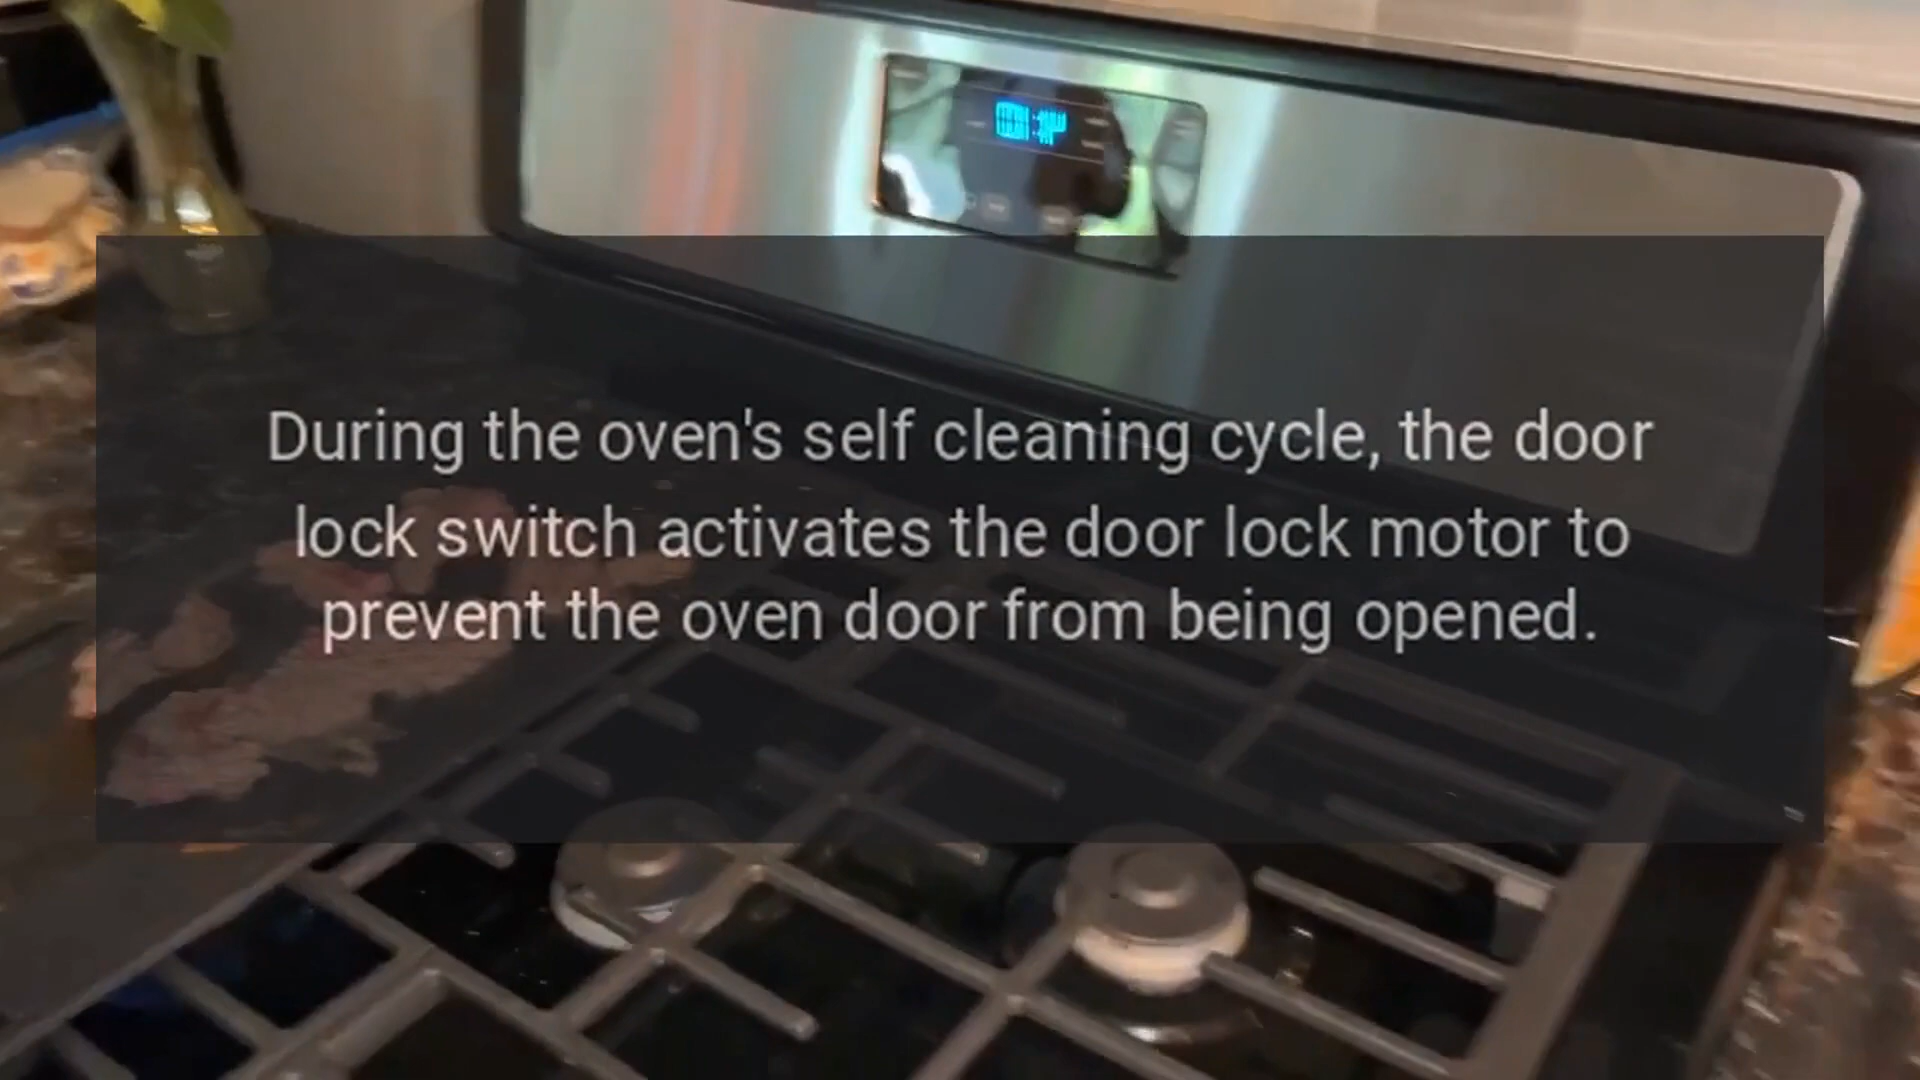 During the oven's self cleaning cycle, the door
lock switch activates the door lock motor to
prevent the oven door from being opened.